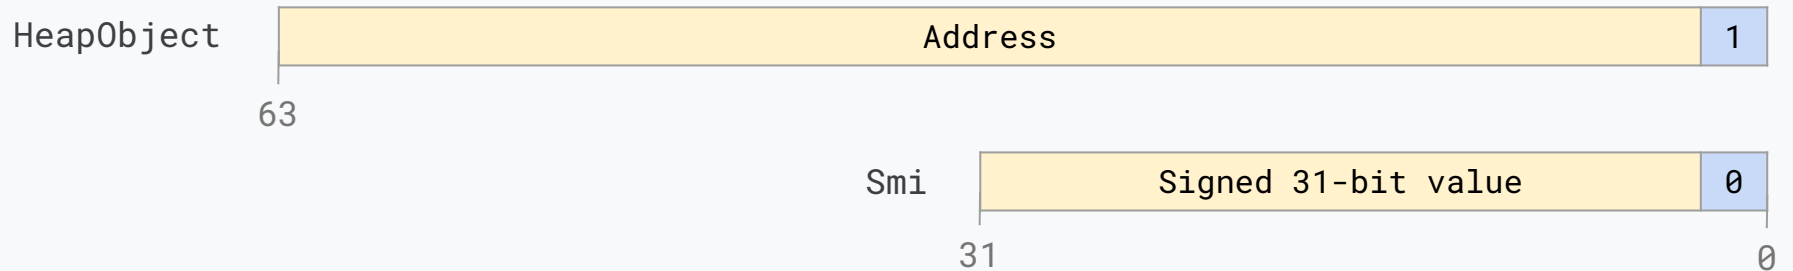 HeapObject Address 1
63
Smi Signed 31-bit value 0
31 0